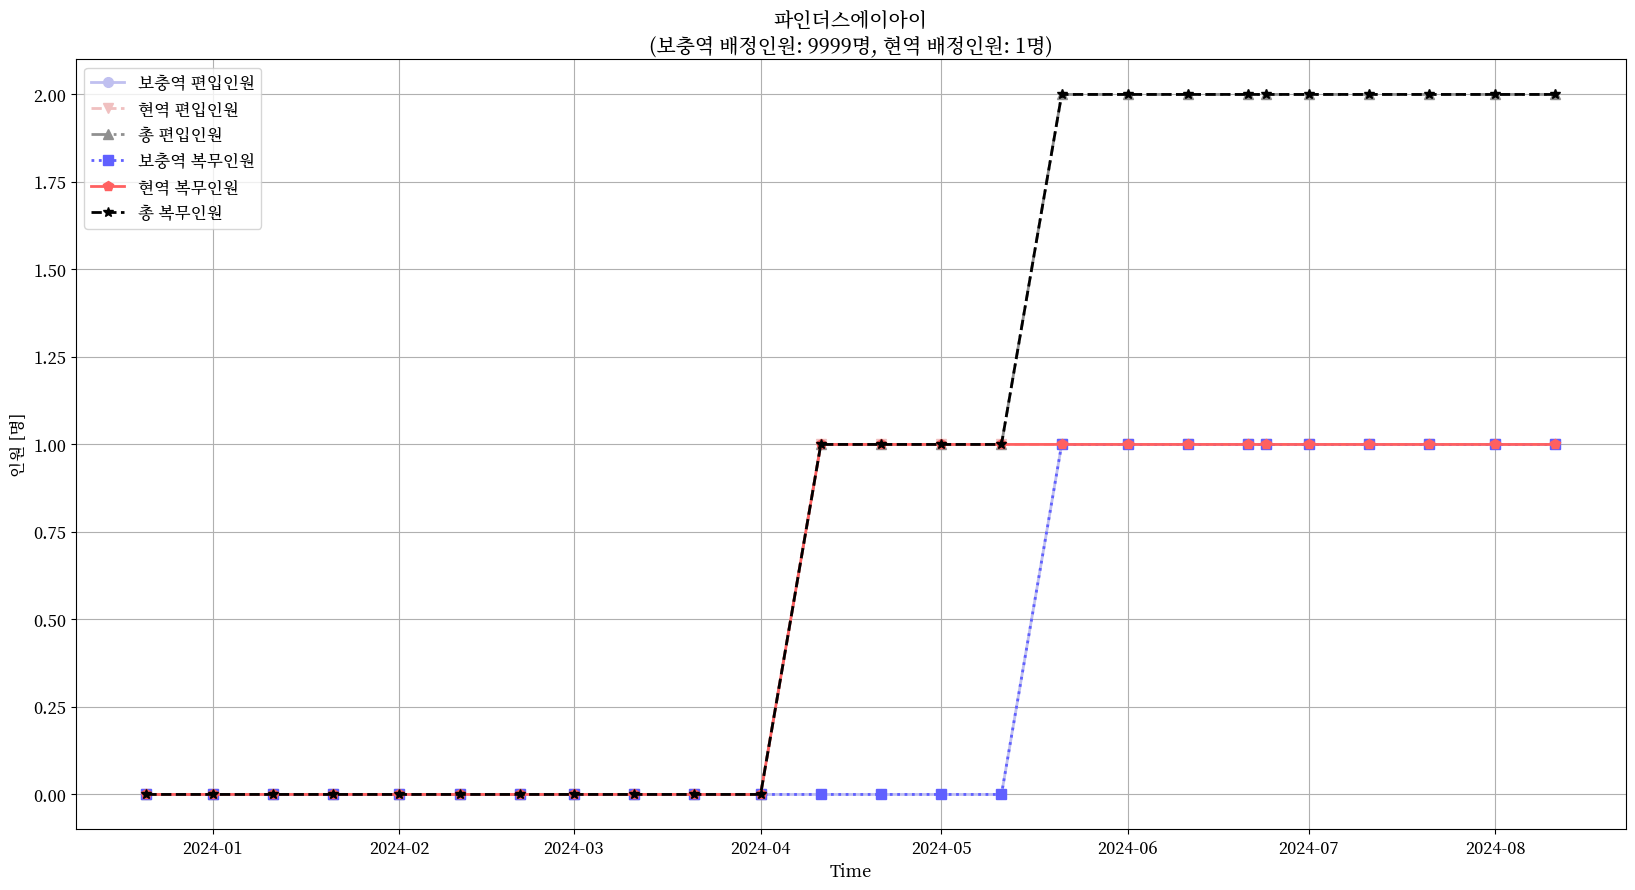 파인더스에이아이
(보충역 배정인원: 9999명, 현역 배정인원: 1명)
보충역 편입인원
현역 편입인원
총 편입인원
보충역 복무인원
현역 복무인원
총 복무인원
2.00
1.75
1.50
1.25
1.00
0.75
0.50
0.25
0.00
인원 [명]
2024-01
2024-02
2024-03
2024-04
2024-05
2024-06
2024-07
2024-08
Time